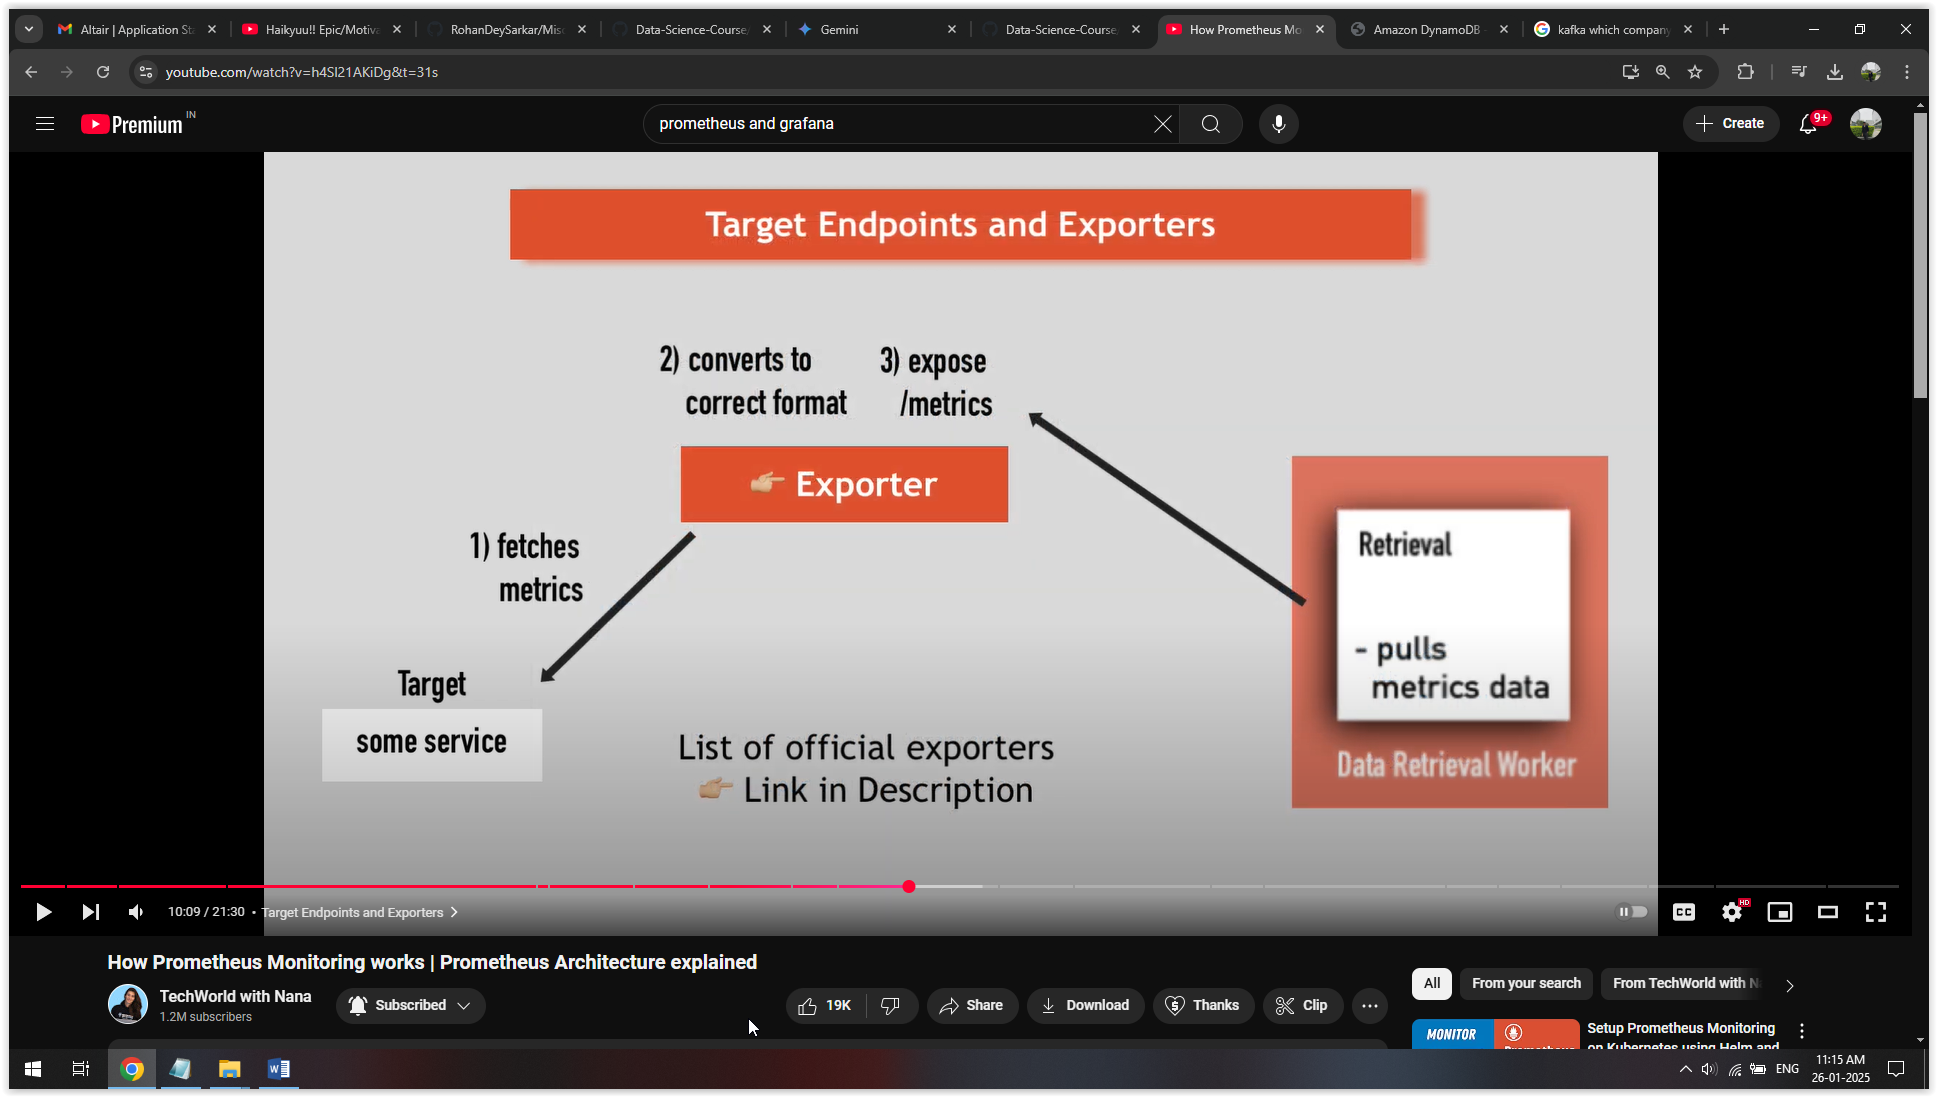 Altair | Application St
Haikyuu!! Epic/Motiva
RohanDeySarkar/Misc
Data-Science-Course/
Gemini
Data-Science-Course/
How Prometheus Mo
Amazon DynamoDB -
kafka which company
youtube.com/watch?v=h4Sl21AKiDg&t=31s
Premium IN
prometheus and grafana
Create
9+
Target Endpoints and Exporters
2) converts to
correct format
3) expose
/metrics
Exporter
1) fetches
metrics
Retrieval
- pulls
metrics data
Data Retrieval Worker
Target
some service
List of official exporters
Link in Description
10:09 / 21:30 • Target Endpoints and Exporters
CC
HD
How Prometheus Monitoring works | Prometheus Architecture explained
TechWorld with Nana
1.2M subscribers
Subscribed
19K
Share
Download
Thanks
Clip
All
From your search
From TechWorld with N
MONITOR
Prometheus
Setup Prometheus Monitoring
on Kubernetes using Helm and
ENG
11:15 AM
26-01-2025